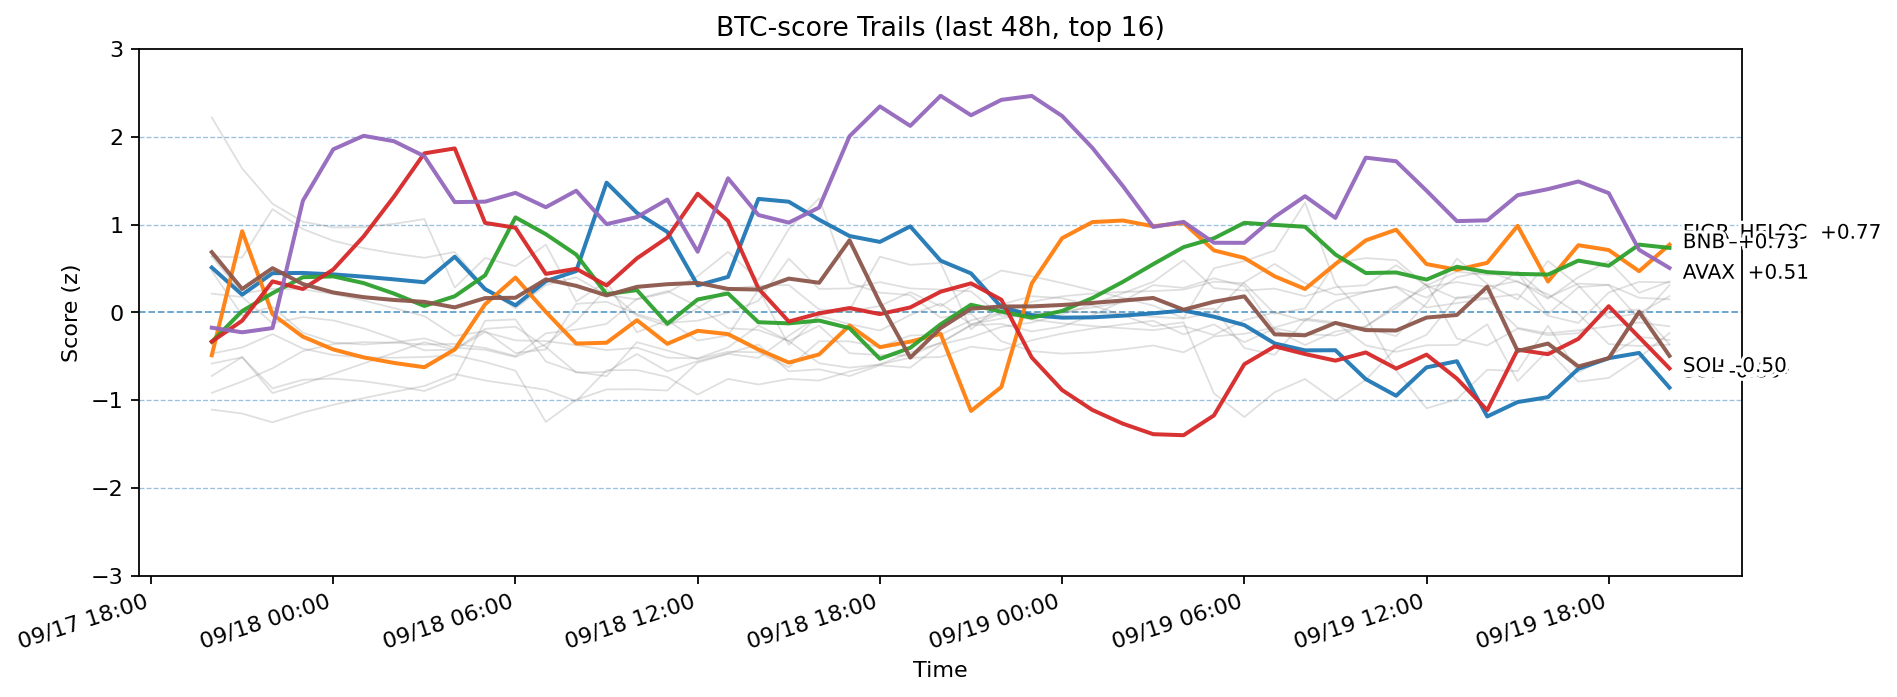 BTC-score Trails (last 48h, top 16)
Score (z)
3
2
1
0
−1
−2
−3
+0.77
BNB +0.73
AVAX +0.51
SOL -0.50
09/17 18:00
09/18 00:00
09/18 06:00
09/18 12:00
09/18 18:00
09/19 00:00
09/19 06:00
09/19 12:00
09/19 18:00
Time